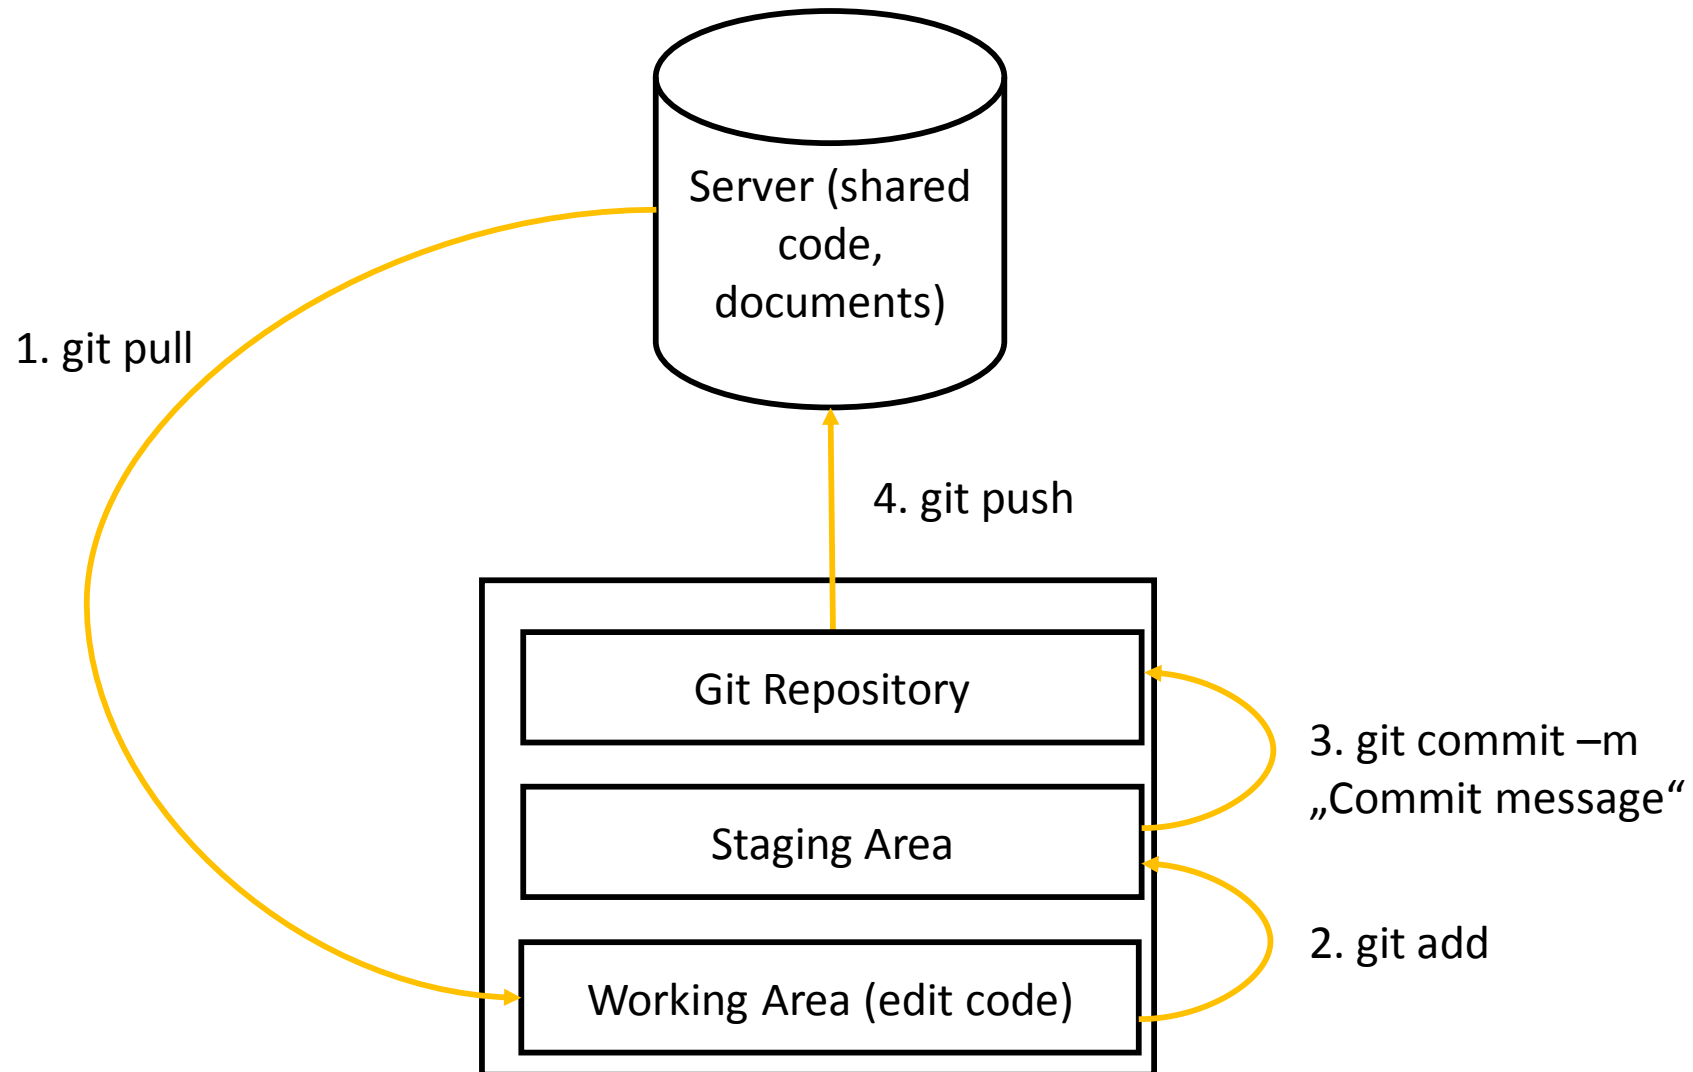 Server (shared
code,
documents)
1. git pull
4. git push
Git Repository
3. git commit –m
„Commit message“
Staging Area
2. git add
Working Area (edit code)